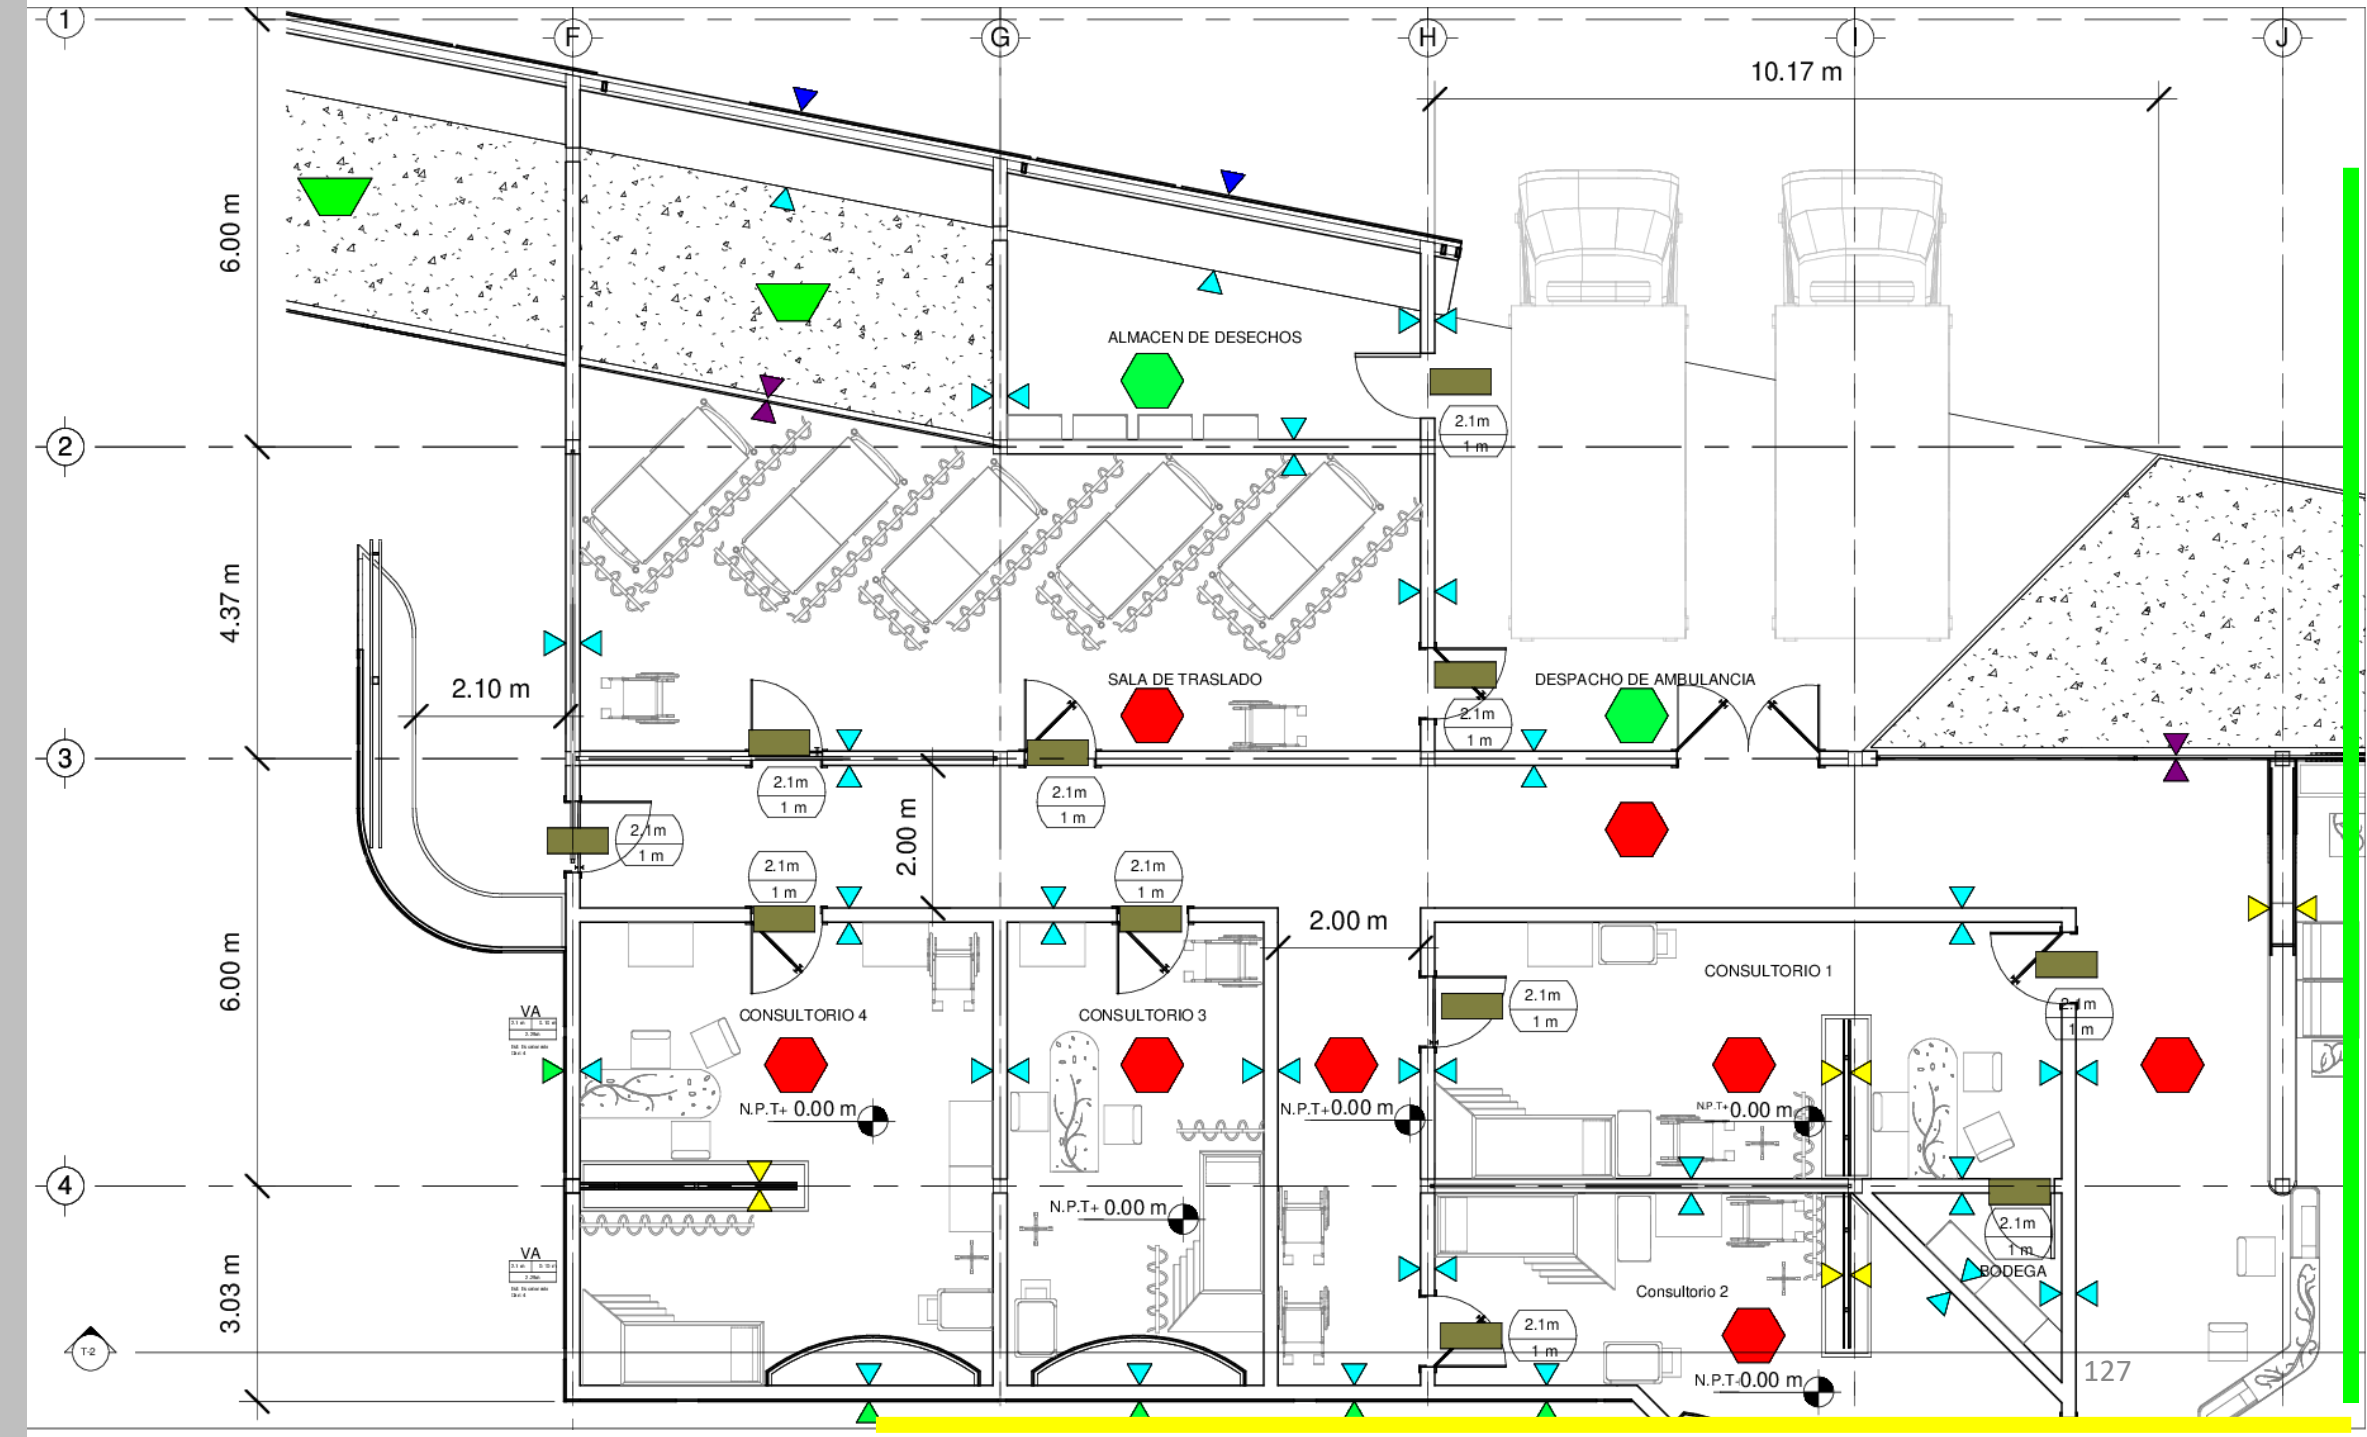 1
F
G
H
I
J
10.17 m
6.00 m
ALMACEN DE DESECHOS
2.1m
1 m
2
4.37 m
2.10 m
SALA DE TRASLADO
DESPACHO DE AMBULANCIA
2.1m
1 m
3
2.1m
1 m
2.1m
1 m
2.1m
1 m
2.00 m
2.1m
1 m
2.1m
1 m
2.00 m
6.00 m
CONSULTORIO 1
2.1m
1 m
2.1m
1 m
VA
CONSULTORIO 4
CONSULTORIO 3
N.P.T+ 0.00 m
N.P.T+0.00 m
N.P.T+0.00 m
4
N.P.T+ 0.00 m
2.1m
1 m
VA
BODEGA
3.03 m
Consultorio 2
2.1m
1 m
T-2
127
N.P.T+0.00 m